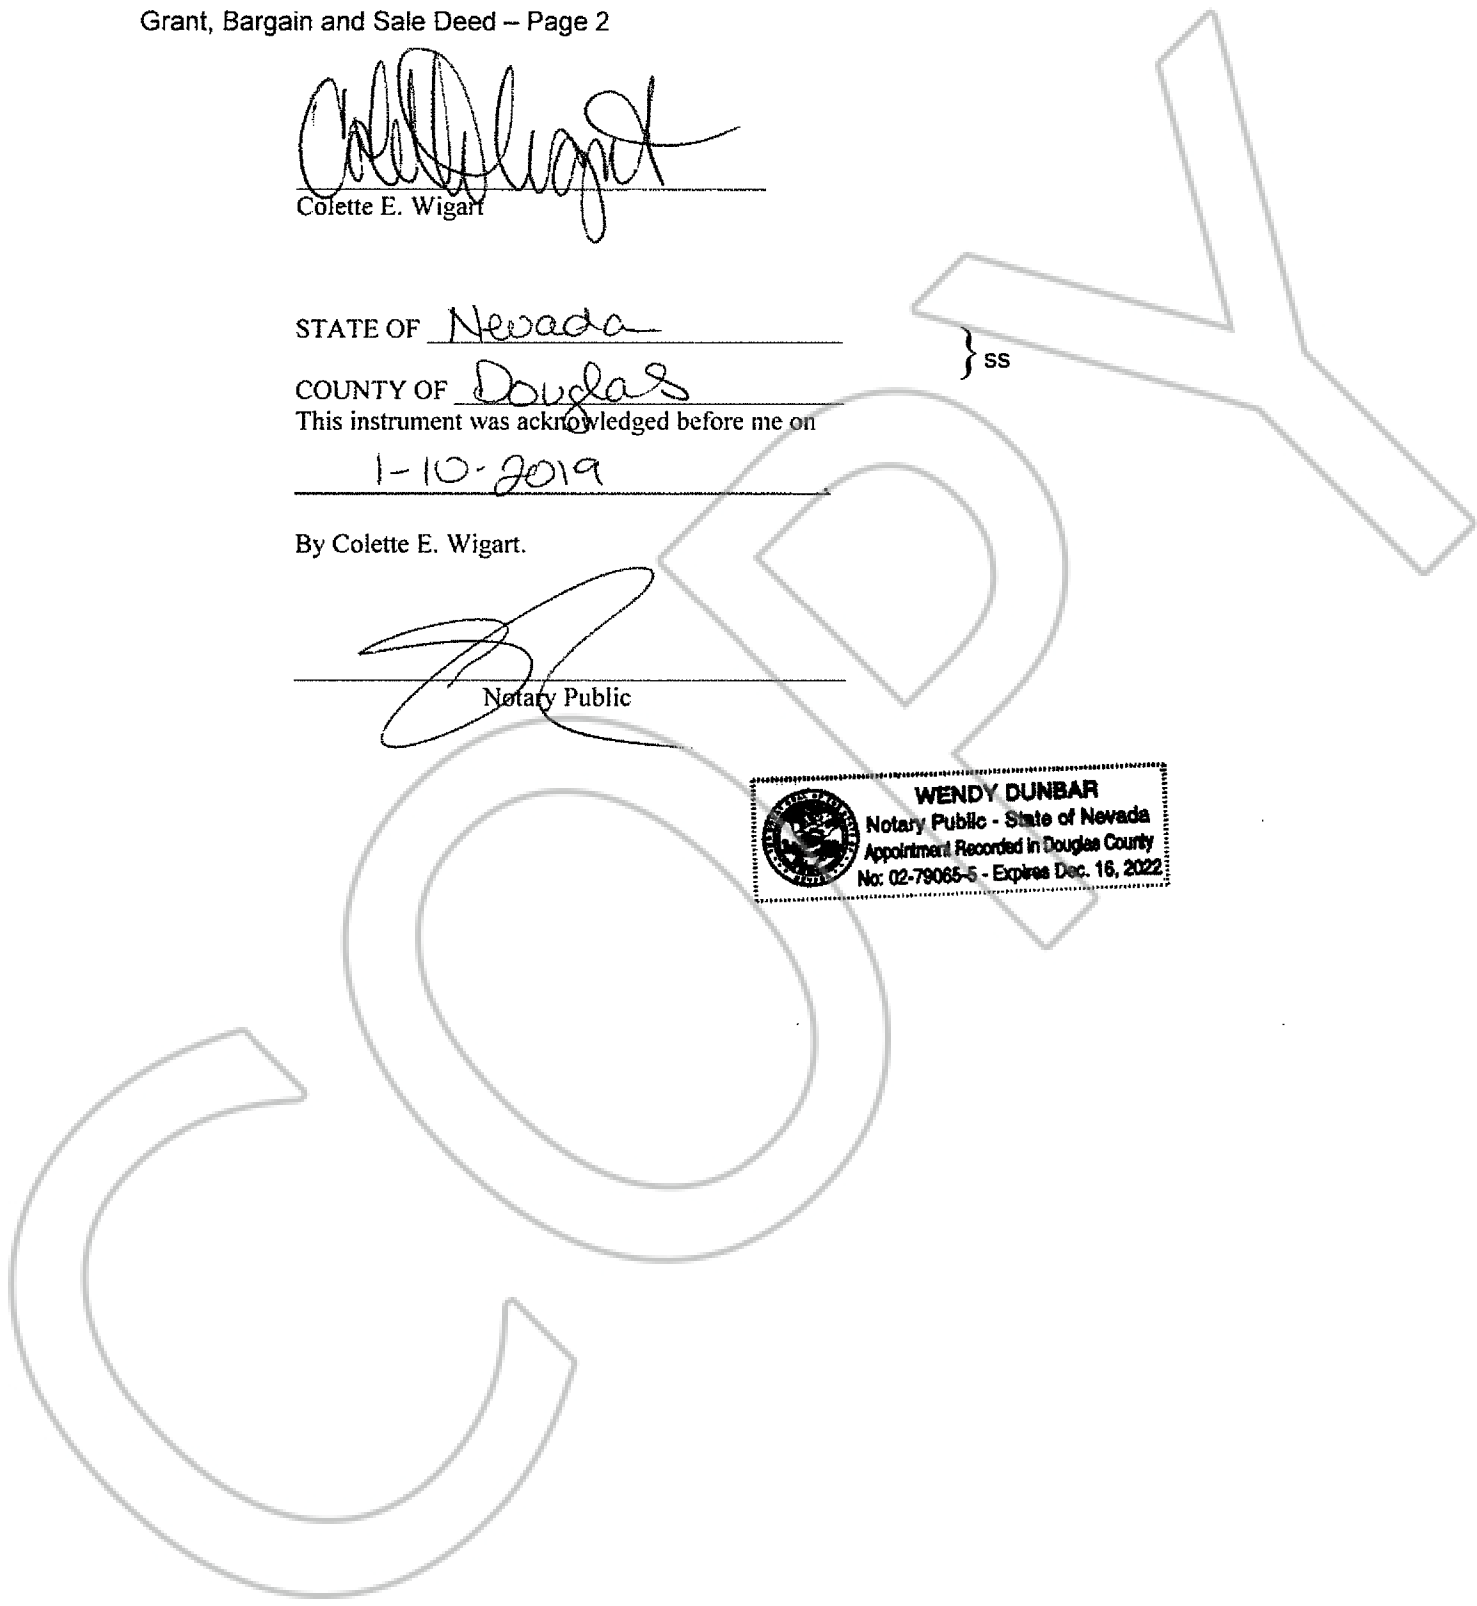 Grant, Bargain and Sale Deed – Page 2
Colette E. Wigart
STATE OF Nevada
} ss
COUNTY OF Douglas
This instrument was acknowledged before me on
1-10-2019
By Colette E. Wigart.
Notary Public
WENDY DUNBAR
Notary Public - State of Nevada
Appointment Recorded in Douglas County
No: 02-79065-5 - Expires Dec. 16, 2022
COPY